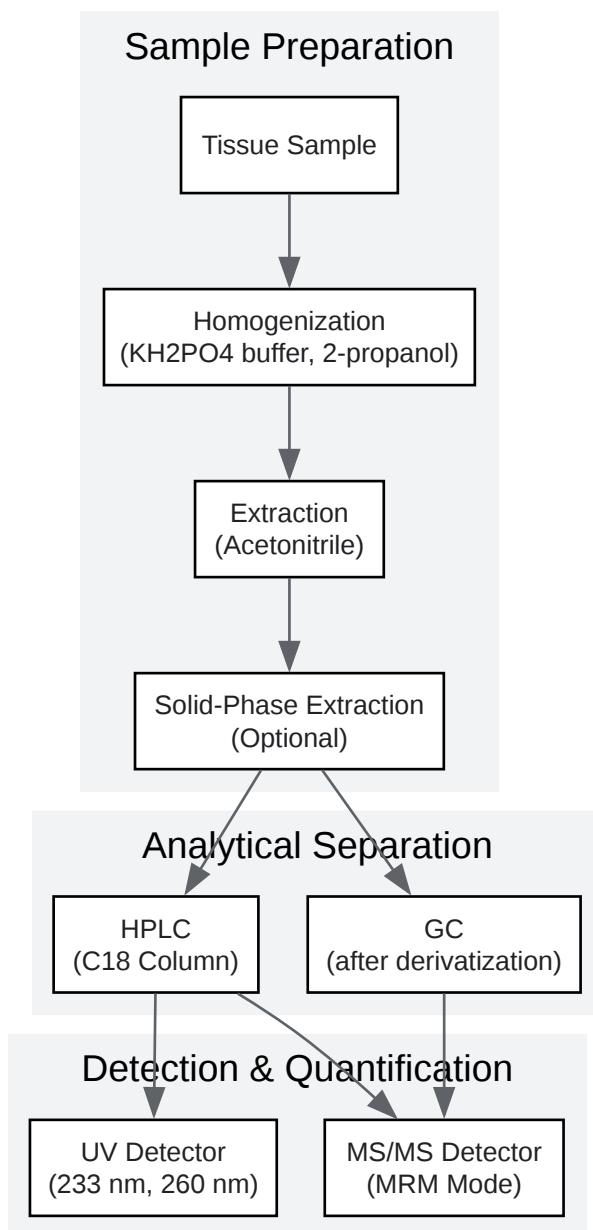 Sample Preparation
Tissue Sample
Homogenization
(KH2PO4 buffer, 2-propanol)
Extraction
(Acetonitrile)
Solid-Phase Extraction
(Optional)
Analytical Separation
HPLC
(C18 Column)
GC
(after derivatization)
Detection & Quantification
UV Detector
(233 nm, 260 nm)
MS/MS Detector
(MRM Mode)